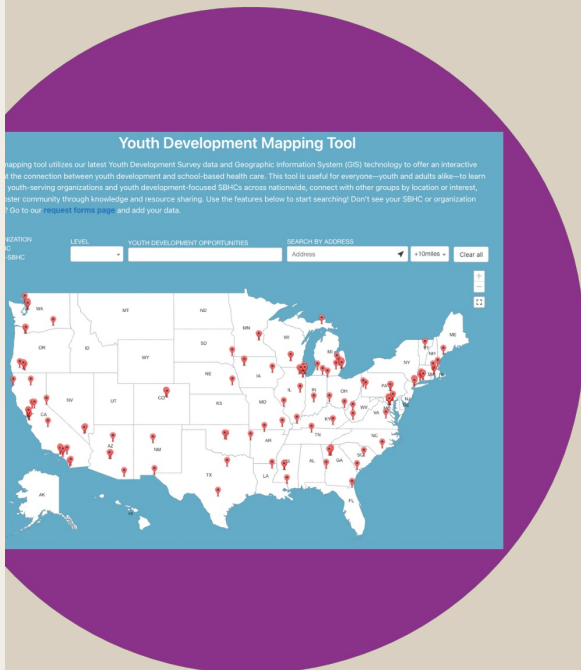 Youth Development Mapping Tool
mapping tool utilizes our latest Youth Development Survey data and Geographic Information System (GIS) technology to offer an interactive
the connection between youth development and school-based health care. This tool is useful for everyone—youth and adults alike—to learn
youth-serving organizations and youth development-focused SBHCs across nationwide, connect with other groups by location or interest,
oster community through knowledge and resource sharing. Use the features below to start searching! Don't see your SBHC or organization
? Go to our request forms page and add your data.
NIZATION
LEVEL
YOUTH DEVELOPMENT OPPORTUNITIES
SEARCH BY ADDRESS
-SBHC
Address
+10miles
Clear all
+
−
WA
MT
ND
MN
WI
MI
ME
OR
ID
SD
WY
NY
NH
NE
IA
PA
NV
UT
CO
KS
MO
IL
IN
OH
WV
VA
KY
CA
AZ
NM
AR
TN
NC
SC
TX
LA
AL
GA
FL
AK